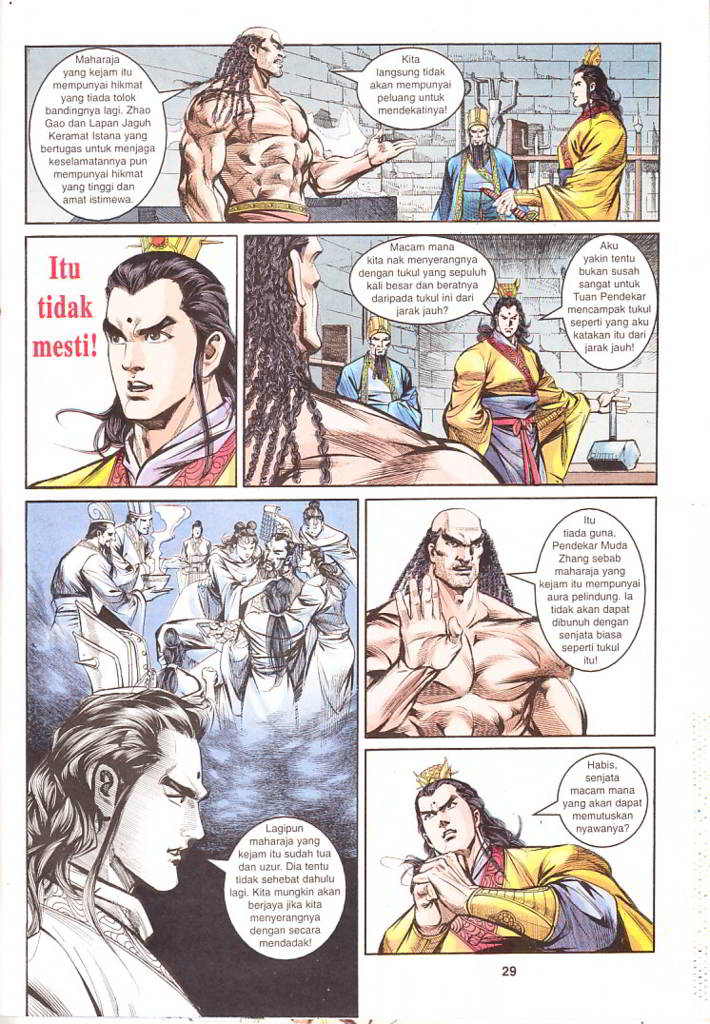 Maharaja
yang kejam itu
mempunyai hikmat
yang tiada tolok
bandingnya lagi. Zhao
Gao dan Lapan Jaguh
Keramat Istana yang
bertugas untuk menjaga
keselamatannya pun
mempunyai hikmat
yang tinggi dan
amat istimewa.
Kita
langsung tidak
akan mempunyai
peluang untuk
mendekatinya!
Itu
tidak
mesti!
Macam mana
kita nak menyerangnya
dengan tukul yang sepuluh
kali besar dan beratnya
daripada tukul ini dari
jarak jauh?
Aku
yakin tentu
bukan susah
sangat untuk
Tuan Pendekar
mencampak tukul
seperti yang aku
katakan itu dari
jarak jauh!
Lagipun
maharaja yang
kejam itu sudah tua
dan uzur. Dia tentu
tidak sehebat dahulu
lagi. Kita mungkin akan
berjaya jika kita
menyerangnya
dengan secara
mendadak!
Itu
tiada guna,
Pendekar Muda
Zhang sebab
maharaja yang
kejam itu mempunyai
aura pelindung. Ia
tidak akan dapat
dibunuh dengan
senjata biasa
seperti tukul
itu!
Habis,
senjata
macam mana
yang akan dapat
memutuskan
nyawanya?
29